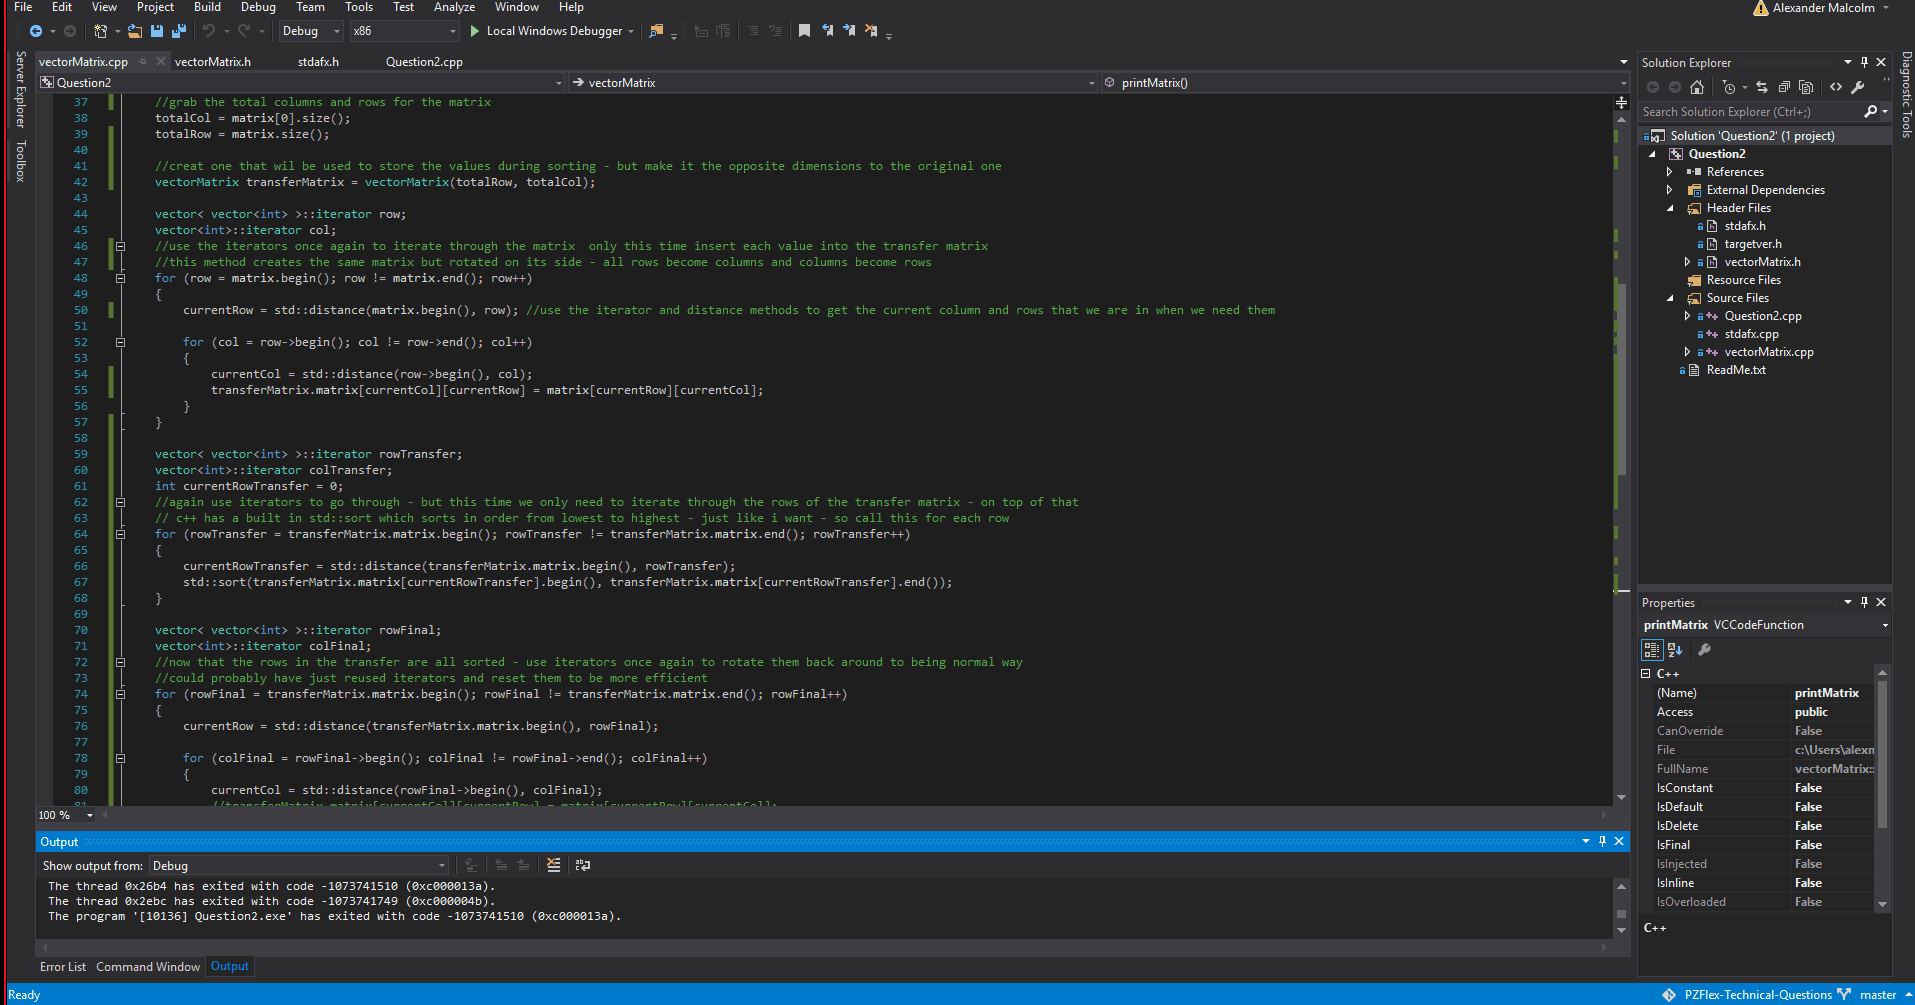 File Edit View Project Build Debug Team Tools Test Analyze Window Help
Alexander Malcolm
Debug x86 Local Windows Debugger
Server Explorer
Toolbox
Diagnostic Tools
vectorMatrix.cpp vectorMatrix.h stdafx.h Question2.cpp
Question2 vectorMatrix printMatrix()
37 //grab the total columns and rows for the matrix
38 totalCol = matrix[0].size();
39 totalRow = matrix.size();
40
41 //creat one that wil be used to store the values during sorting - but make it the opposite dimensions to the original one
42 vectorMatrix transferMatrix = vectorMatrix(totalRow, totalCol);
43
44 vector< vector<int> >::iterator row;
45 vector<int>::iterator col;
46 //use the iterators once again to iterate through the matrix  only this time insert each value into the transfer matrix
47 //this method creates the same matrix but rotated on its side - all rows become columns and columns become rows
48 for (row = matrix.begin(); row != matrix.end(); row++)
49 {
50 currentRow = std::distance(matrix.begin(), row); //use the iterator and distance methods to get the current column and rows that we are in when we need them
51
52 for (col = row->begin(); col != row->end(); col++)
53 {
54 currentCol = std::distance(row->begin(), col);
55 transferMatrix.matrix[currentCol][currentRow] = matrix[currentRow][currentCol];
56 }
57 }
58
59 vector< vector<int> >::iterator rowTransfer;
60 vector<int>::iterator colTransfer;
61 int currentRowTransfer = 0;
62 //again use iterators to go through - but this time we only need to iterate through the rows of the transfer matrix - on top of that
63 // c++ has a built in std::sort which sorts in order from lowest to highest - just like i want - so call this for each row
64 for (rowTransfer = transferMatrix.matrix.begin(); rowTransfer != transferMatrix.matrix.end(); rowTransfer++)
65 {
66 currentRowTransfer = std::distance(transferMatrix.matrix.begin(), rowTransfer);
67 std::sort(transferMatrix.matrix[currentRowTransfer].begin(), transferMatrix.matrix[currentRowTransfer].end());
68 }
69
70 vector< vector<int> >::iterator rowFinal;
71 vector<int>::iterator colFinal;
72 //now that the rows in the transfer are all sorted - use iterators once again to rotate them back around to being normal way
73 //could probably have just reused iterators and reset them to be more efficient
74 for (rowFinal = transferMatrix.matrix.begin(); rowFinal != transferMatrix.matrix.end(); rowFinal++)
75 {
76 currentRow = std::distance(transferMatrix.matrix.begin(), rowFinal);
77
78 for (colFinal = rowFinal->begin(); colFinal != rowFinal->end(); colFinal++)
79 {
80 currentCol = std::distance(rowFinal->begin(), colFinal);
81 //transferMatrix.matrix[currentCol][currentRow] = matrix[currentRow][currentCol];
100 %
Output
Show output from: Debug
The thread 0x26b4 has exited with code -1073741510 (0xc000013a).
The thread 0x2ebc has exited with code -1073741749 (0xc000004b).
The program '[10136] Question2.exe' has exited with code -1073741510 (0xc000013a).
Error List Command Window Output
Solution Explorer
Search Solution Explorer (Ctrl+;)
Solution 'Question2' (1 project)
Question2
References
External Dependencies
Header Files
stdafx.h
targetver.h
vectorMatrix.h
Resource Files
Source Files
Question2.cpp
stdafx.cpp
vectorMatrix.cpp
ReadMe.txt
Properties
printMatrix VCCodeFunction
C++
(Name) printMatrix
Access public
CanOverride False
File c:\Users\alexm
FullName vectorMatrix::
IsConstant False
IsDefault False
IsDelete False
IsFinal False
IsInjected False
IsInline False
IsOverloaded False
C++
Ready
PZFlex-Technical-Questions master